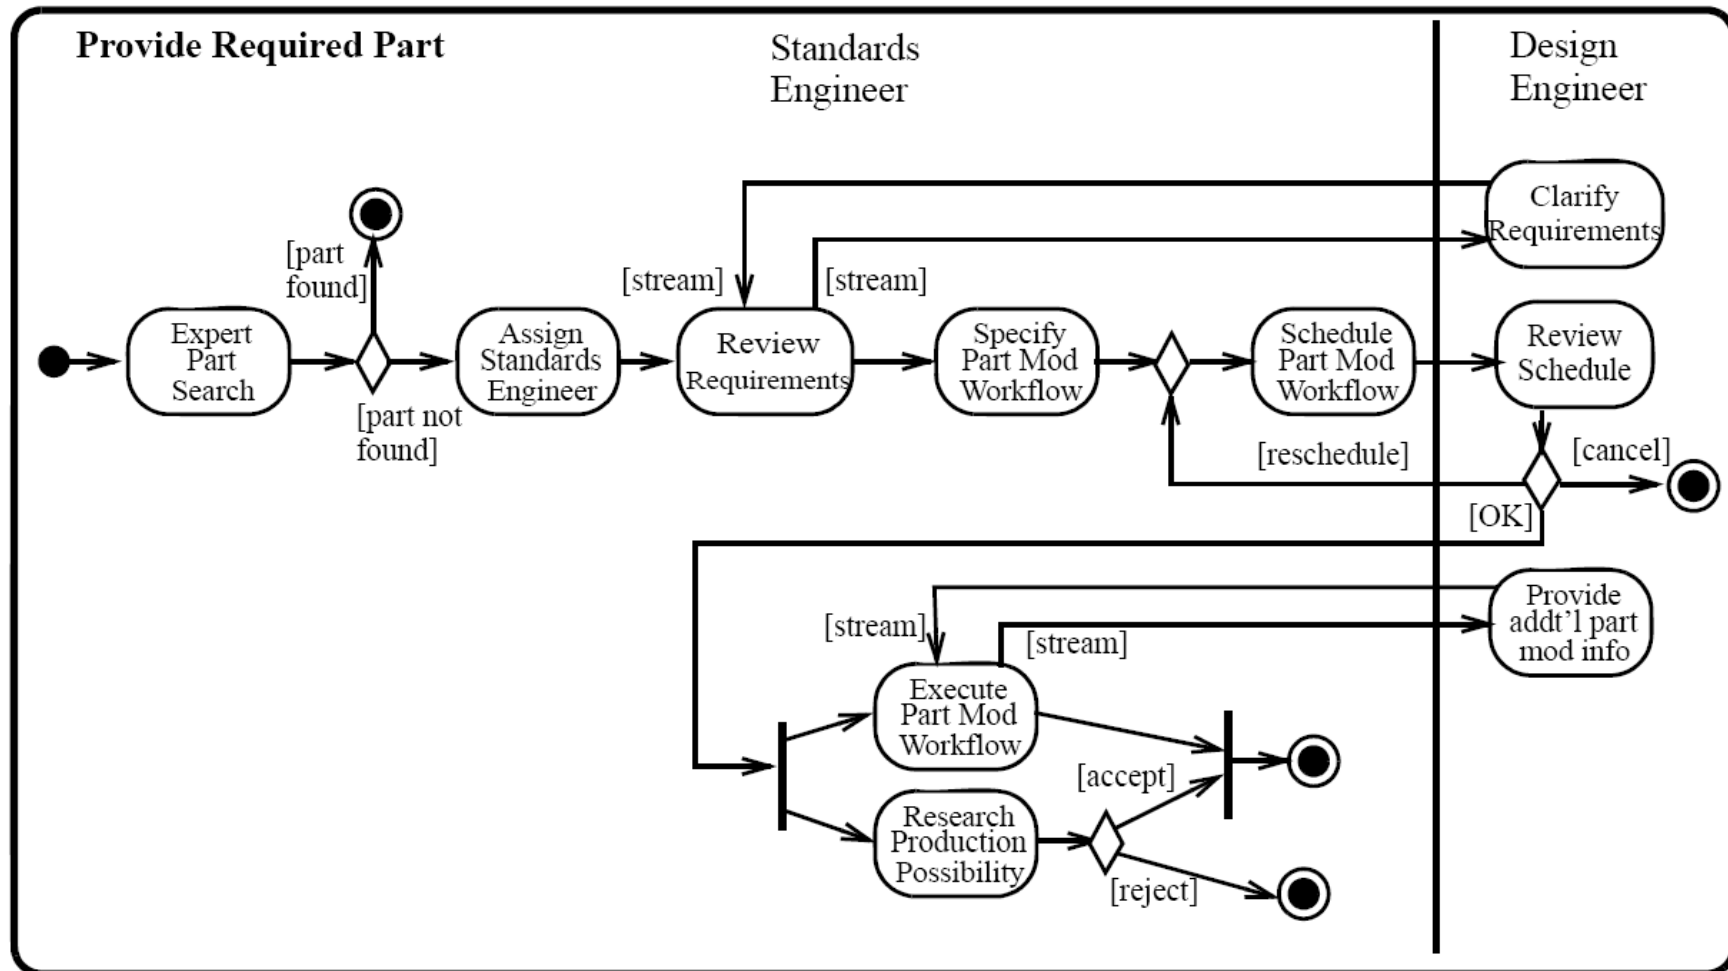 Provide Required Part
Standards
Engineer
Design
Engineer
Clarify
Requirements
[part
found]
[stream]
[stream]
Expert
Part
Search
Assign
Standards
Engineer
Review
Requirements
Specify
Part Mod
Workflow
Schedule
Part Mod
Workflow
Review
Schedule
[part not
found]
[reschedule]
[cancel]
[OK]
Provide
addt'l part
mod info
[stream]
[stream]
Execute
Part Mod
Workflow
[accept]
Research
Production
Possibility
[reject]